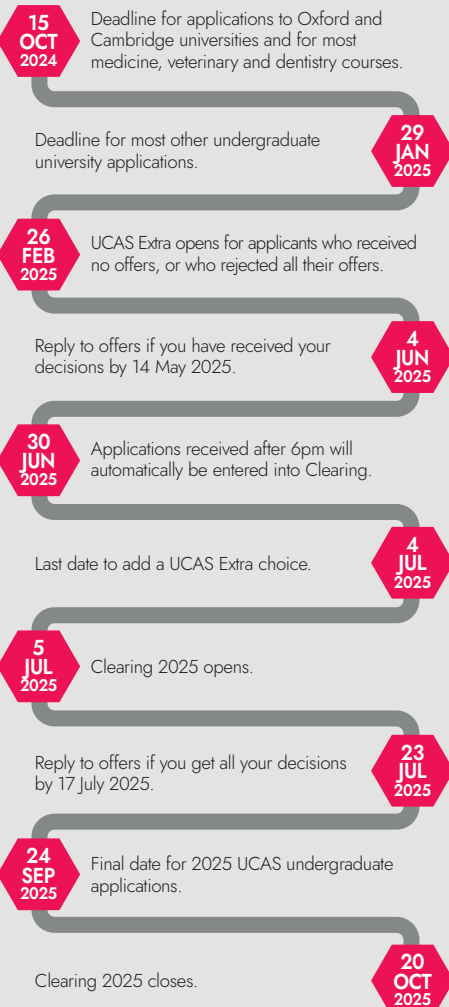 15
OCT
2024
Deadline for applications to Oxford and
Cambridge universities and for most
medicine, veterinary and dentistry courses.
Deadline for most other undergraduate
university applications.
29
JAN
2025
26
FEB
2025
UCAS Extra opens for applicants who received
no offers, or who rejected all their offers.
Reply to offers if you have received your
decisions by 14 May 2025.
4
JUN
2025
30
JUN
2025
Applications received after 6pm will
automatically be entered into Clearing.
Last date to add a UCAS Extra choice.
4
JUL
2025
5
JUL
2025
Clearing 2025 opens.
Reply to offers if you get all your decisions
by 17 July 2025.
23
JUL
2025
24
SEP
2025
Final date for 2025 UCAS undergraduate
applications.
Clearing 2025 closes.
20
OCT
2025